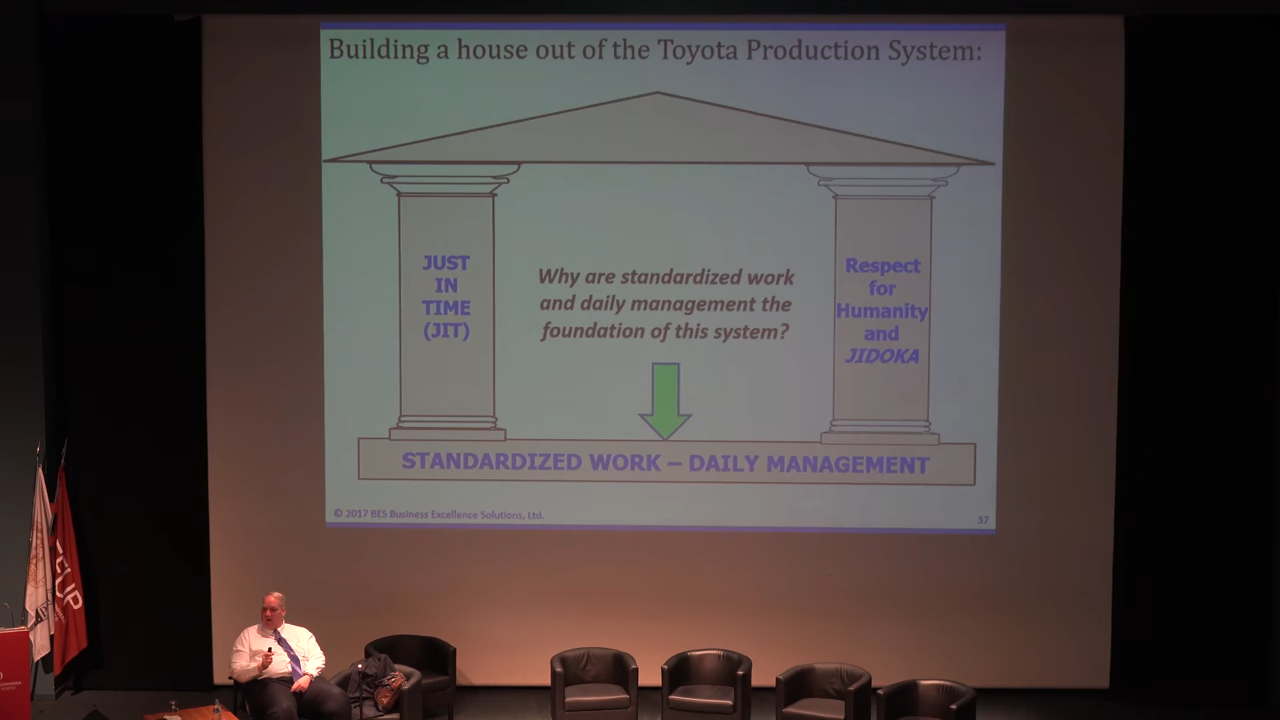 Building a house out of the Toyota Production System:
JUST
IN
TIME
(JIT)
Why are standardized work
and daily management the
foundation of this system?
Respect
for
Humanity
and
JIDOKA
STANDARDIZED WORK – DAILY MANAGEMENT
© 2017 BES Business Excellence Solutions, Ltd.
37
FEUP